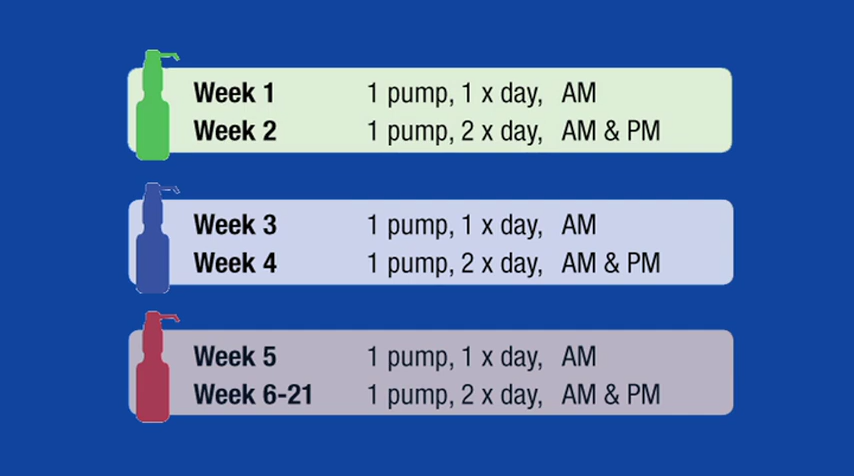 Week 1 1 pump, 1 x day, AM
Week 2 1 pump, 2 x day, AM & PM
Week 3 1 pump, 1 x day, AM
Week 4 1 pump, 2 x day, AM & PM
Week 5 1 pump, 1 x day, AM
Week 6-21 1 pump, 2 x day, AM & PM